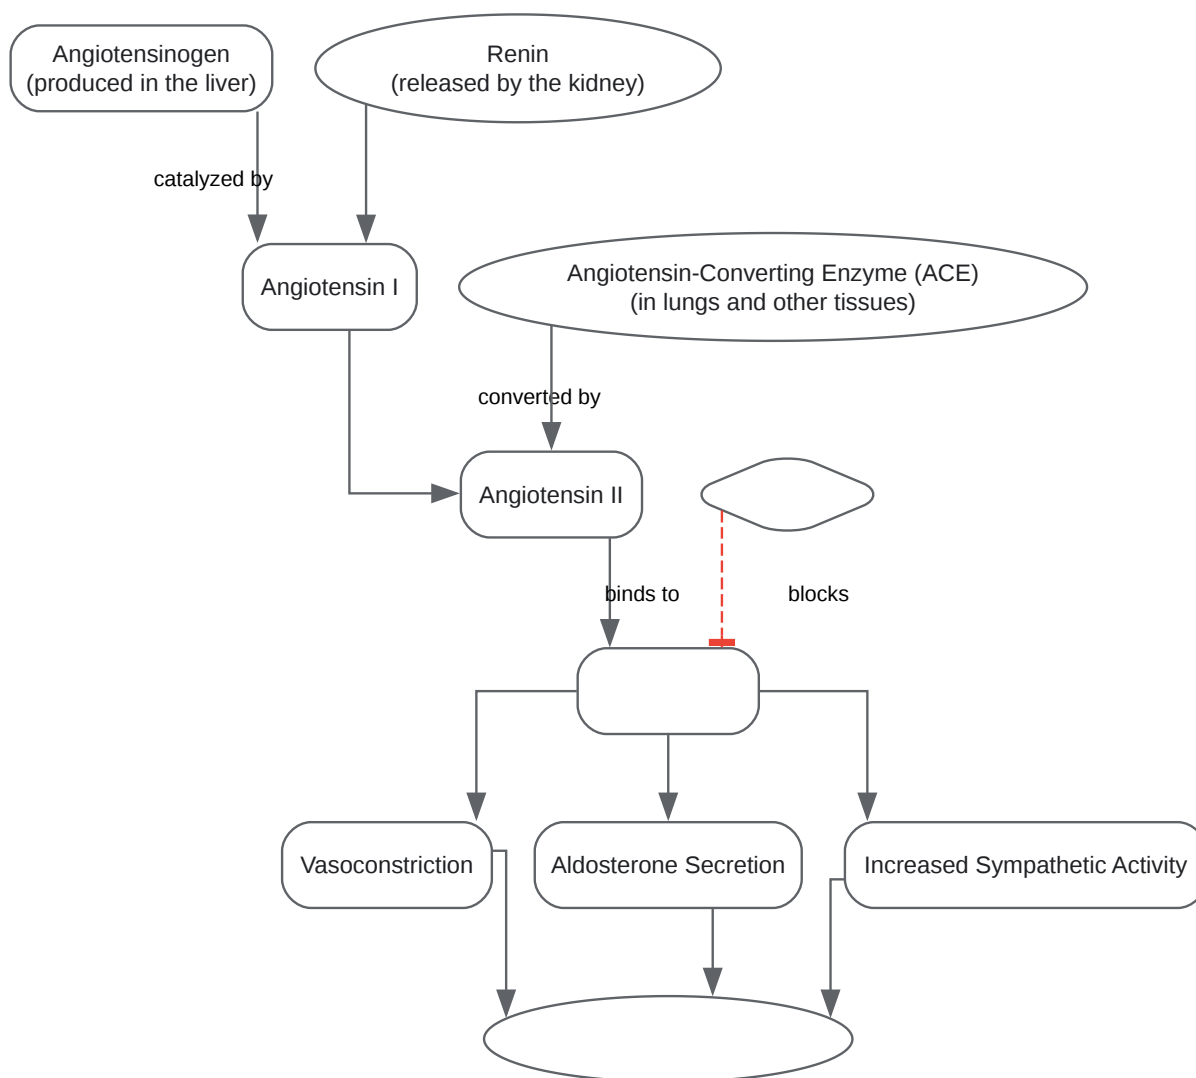 Angiotensinogen
(produced in the liver)
Renin
(released by the kidney)
catalyzed by
Angiotensin I
Angiotensin-Converting Enzyme (ACE)
(in lungs and other tissues)
converted by
Angiotensin II
binds to
blocks
Vasoconstriction
Aldosterone Secretion
Increased Sympathetic Activity